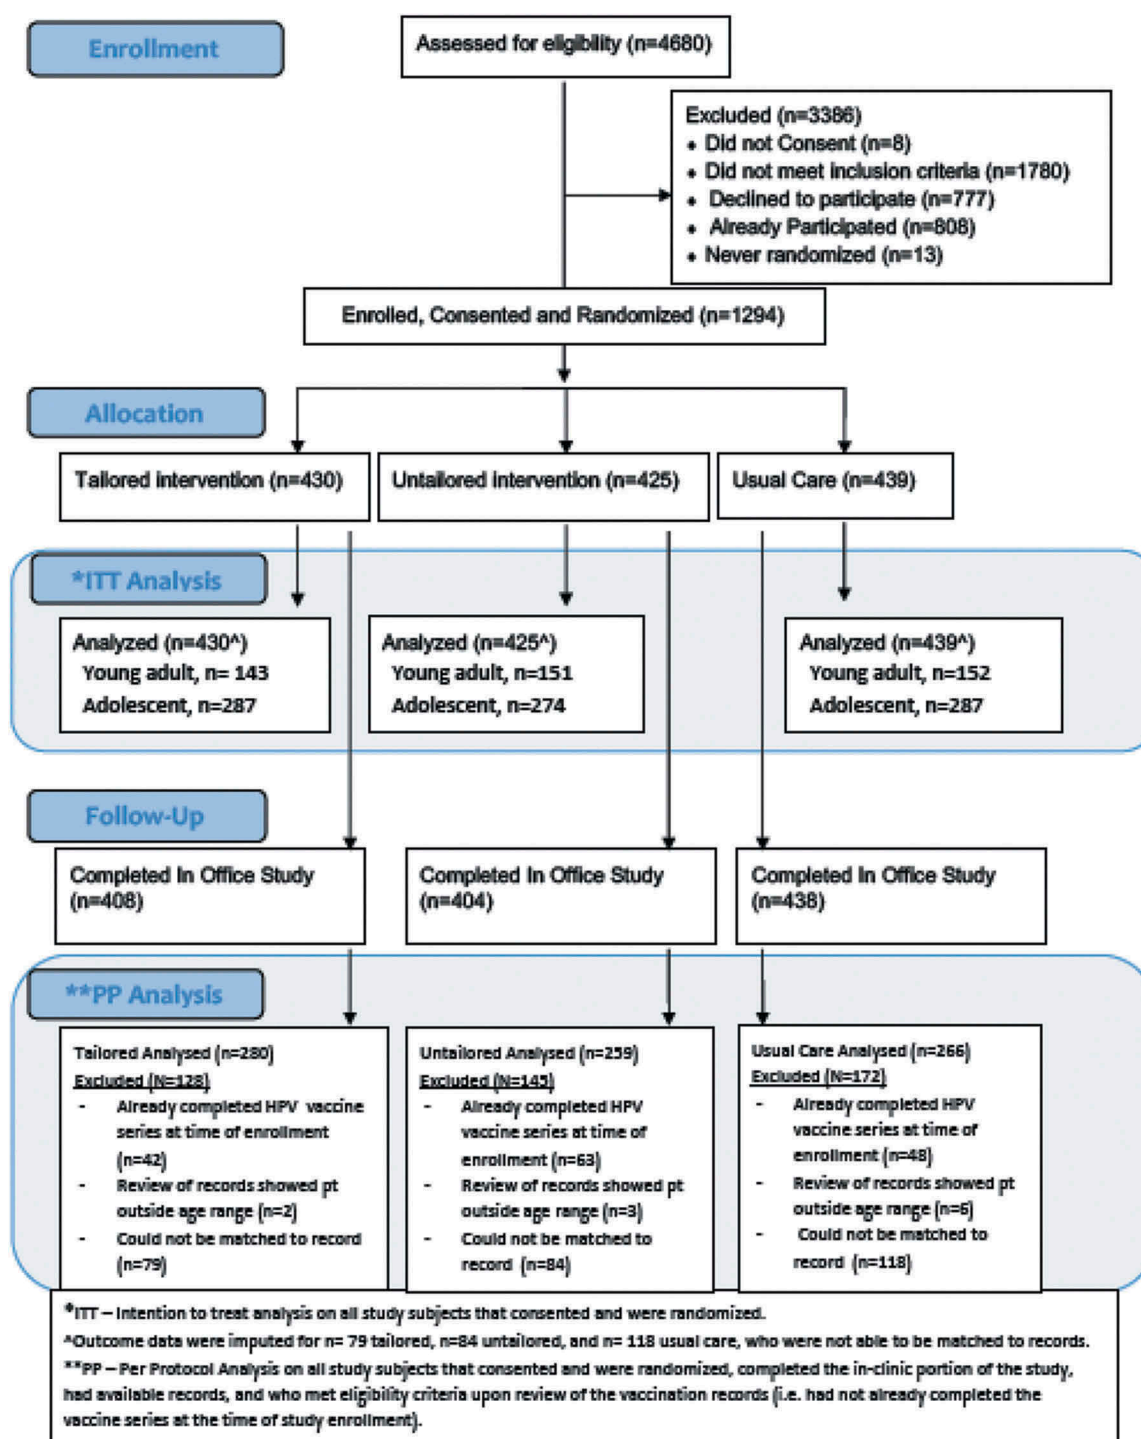 Enrollment
Assessed for eligibility (n=4680)
Excluded (n=3386)
♦ Did not Consent (n=8)
♦ Did not meet inclusion criteria (n=1780)
♦ Declined to participate (n=777)
♦ Already Participated (n=808)
♦ Never randomized (n=13)
Enrolled, Consented and Randomized (n=1294)
Allocation
Tailored intervention (n=430)
Untailored intervention (n=425)
Usual Care (n=439)
*ITT Analysis
Analyzed (n=430^)
Young adult, n= 143
Adolescent, n=287
Analyzed (n=425^)
Young adult, n=151
Adolescent, n=274
Analyzed (n=439^)
Young adult, n=152
Adolescent, n=287
Follow-Up
Completed In Office Study
(n=408)
Completed In Office Study
(n=404)
Completed In Office Study
(n=438)
**PP Analysis
Tailored Analysed (n=280)
Excluded (N=128)
- Already completed HPV vaccine
series at time of enrollment
(n=42)
- Review of records showed pt
outside age range (n=2)
- Could not be matched to record
(n=79)
Untailored Analysed (n=259)
Excluded (N=145)
- Already completed HPV
vaccine series at time of
enrollment (n=63)
- Review of records showed pt
outside age range (n=3)
- Could not be matched to
record (n=84)
Usual Care Analysed (n=266)
Excluded (N=172)
- Already completed HPV
vaccine series at time of
enrollment (n=48)
- Review of records showed pt
outside age range (n=6)
- Could not be matched to
record (n=118)
*ITT – Intention to treat analysis on all study subjects that consented and were randomized.
^Outcome data were imputed for n= 79 tailored, n=84 untailored, and n= 118 usual care, who were not able to be matched to records.
**PP – Per Protocol Analysis on all study subjects that consented and were randomized, completed the in-clinic portion of the study,
had available records, and who met eligibility criteria upon review of the vaccination records (i.e. had not already completed the
vaccine series at the time of study enrollment).